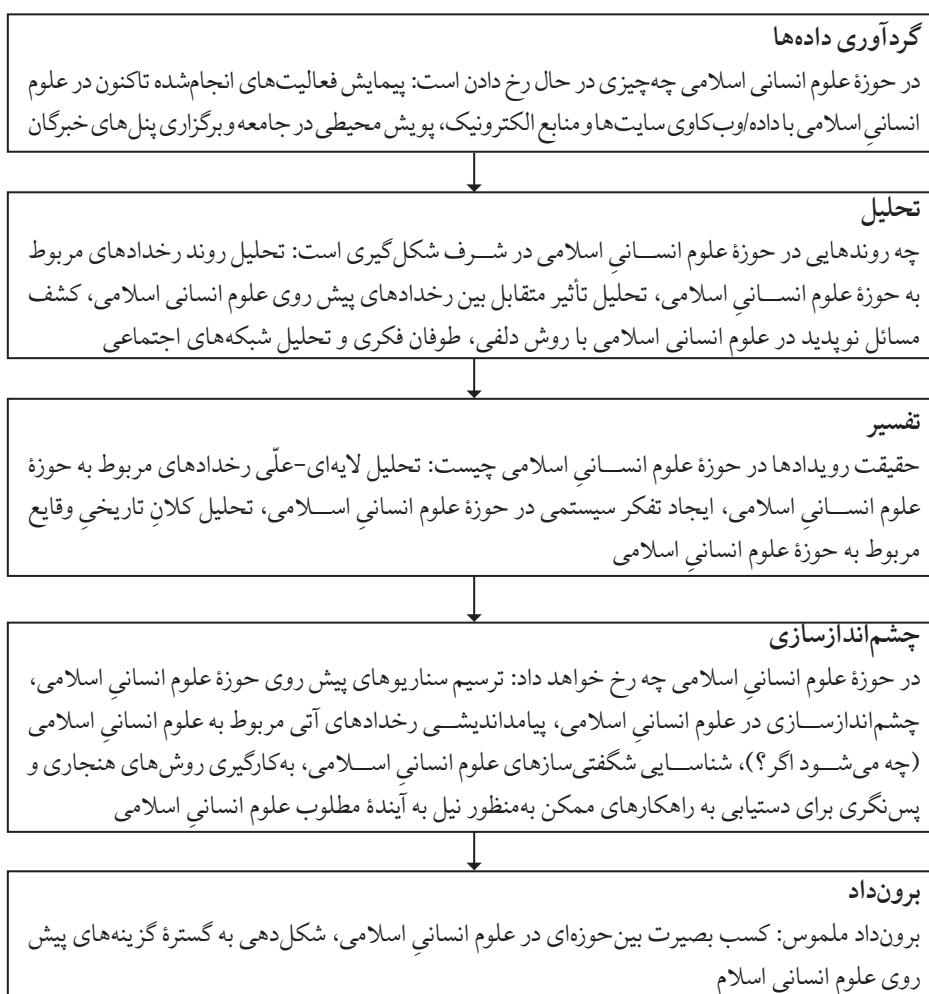 گردآوری داده‌ها
در حوزهٔ علوم انسانی اسلامی چه‌چیزی در حال رخ دادن است: پیمایش فعالیت‌های انجام‌شده تاکنون در علوم
انسانیِ اسلامی با داده/وب‌کاوی سایت‌ها و منابع الکترونیک، پویش محیطی در جامعه و برگزاری پنل‌های خبرگان
تحلیل
چه روندهایی در حوزهٔ علوم انسانیِ اسلامی در شرف شکل‌گیری است: تحلیل روند رخدادهای مربوط
به حوزهٔ علوم انسانیِ اسلامی، تحلیل تأثیر متقابل بین رخدادهای پیش روی علوم انسانی اسلامی، کشف
مسائل نوپدید در علوم انسانی اسلامی با روش دلفی، طوفان فکری و تحلیل شبکه‌های اجتماعی
تفسیر
حقیقت رویدادها در حوزهٔ علوم انسانیِ اسلامی چیست: تحلیل لایه‌ای-علّی رخدادهای مربوط به حوزهٔ
علوم انسانیِ اسلامی، ایجاد تفکر سیستمی در حوزهٔ علوم انسانیِ اسلامی، تحلیل کلانِ تاریخیِ وقایع
مربوط به حوزهٔ علوم انسانیِ اسلامی
چشم‌اندازسازی
در حوزهٔ علوم انسانیِ اسلامی چه رخ خواهد داد: ترسیم سناریوهای پیش روی حوزهٔ علوم انسانیِ اسلامی،
چشم‌اندازسازی در علوم انسانیِ اسلامی، پیامداندیشی رخدادهای آتی مربوط به علوم انسانیِ اسلامی
(چه می‌شود اگر؟)، شناسایی شگفتی‌سازهای علوم انسانیِ اسلامی، به‌کارگیری روش‌های هنجاری و
پس‌نگری برای دستیابی به راهکارهای ممکن به‌منظور نیل به آیندهٔ مطلوب علوم انسانیِ اسلامی
برون‌داد
برون‌داد ملموس: کسب بصیرت بین‌حوزه‌ای در علوم انسانیِ اسلامی، شکل‌دهی به گسترهٔ گزینه‌های پیش
روی علوم انسانی اسلام